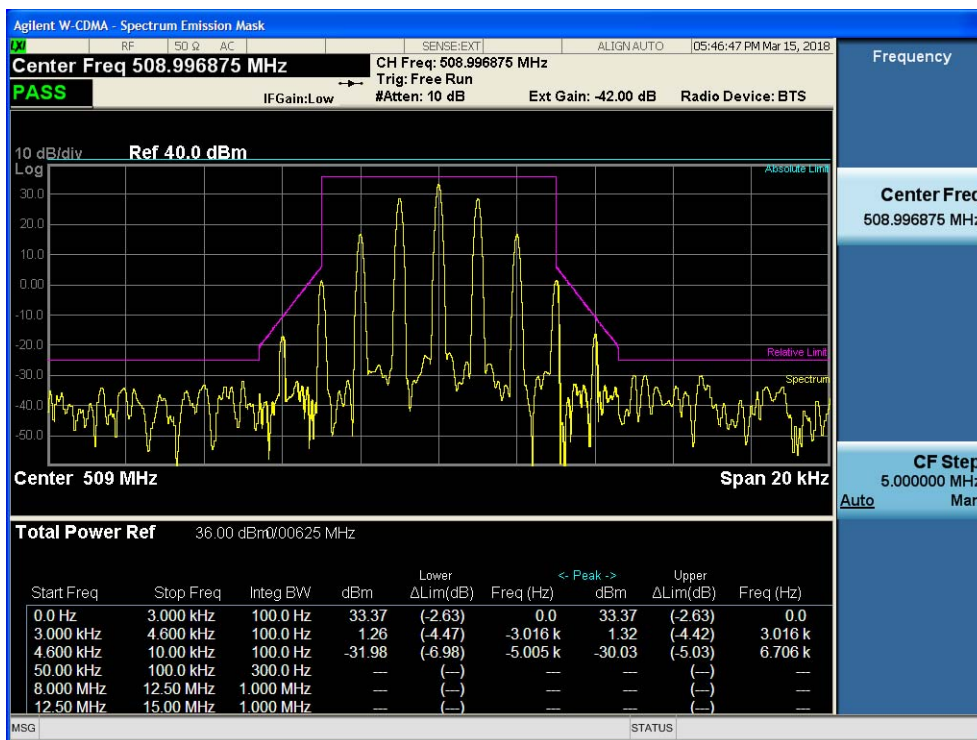 Agilent W-CDMA - Spectrum Emission Mask
LXI RF 50 Ω AC SENSE:EXT ALIGN AUTO 05:46:47 PM Mar 15, 2018
Center Freq 508.996875 MHz
CH Freq: 508.996875 MHz
Trig: Free Run
PASS
IFGain:Low #Atten: 10 dB Ext Gain: -42.00 dB Radio Device: BTS
10 dB/div Ref 40.0 dBm
Log
Absolute Limit
30.0
20.0
10.0
0.00
-10.0
-20.0
Relative Limit
-30.0
Spectrum
-40.0
-50.0
Center 509 MHz Span 20 kHz
Total Power Ref 36.00 dBm/0/00625 MHz
Lower <- Peak -> Upper
Start Freq Stop Freq Integ BW dBm ΔLim(dB) Freq (Hz) dBm ΔLim(dB) Freq (Hz)
0.0 Hz 3.000 kHz 100.0 Hz 33.37 (-2.63) 0.0 33.37 (-2.63) 0.0
3.000 kHz 4.600 kHz 100.0 Hz 1.26 (-4.47) -3.016 k 1.32 (-4.42) 3.016 k
4.600 kHz 10.00 kHz 100.0 Hz -31.98 (-6.98) -5.005 k -30.03 (-5.03) 6.706 k
50.00 kHz 100.0 kHz 300.0 Hz --- (---) --- --- (---) ---
8.000 MHz 12.50 MHz 1.000 MHz --- (---) --- --- (---) ---
12.50 MHz 15.00 MHz 1.000 MHz --- (---) --- --- (---) ---
MSG STATUS
Frequency
Center Freq
508.996875 MHz
CF Step
5.000000 MHz
Auto Man